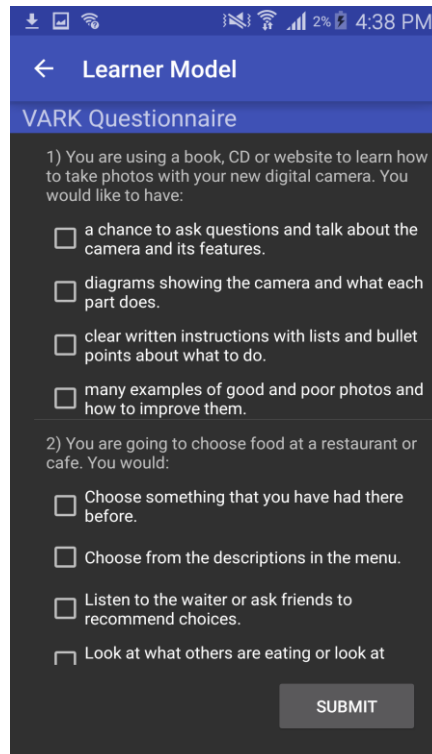 2% 4:38 PM
Learner Model
VARK Questionnaire
1) You are using a book, CD or website to learn how
to take photos with your new digital camera. You
would like to have:
a chance to ask questions and talk about the
camera and its features.
diagrams showing the camera and what each
part does.
clear written instructions with lists and bullet
points about what to do.
many examples of good and poor photos and
how to improve them.
2) You are going to choose food at a restaurant or
cafe. You would:
Choose something that you have had there
before.
Choose from the descriptions in the menu.
Listen to the waiter or ask friends to
recommend choices.
Look at what others are eating or look at
SUBMIT